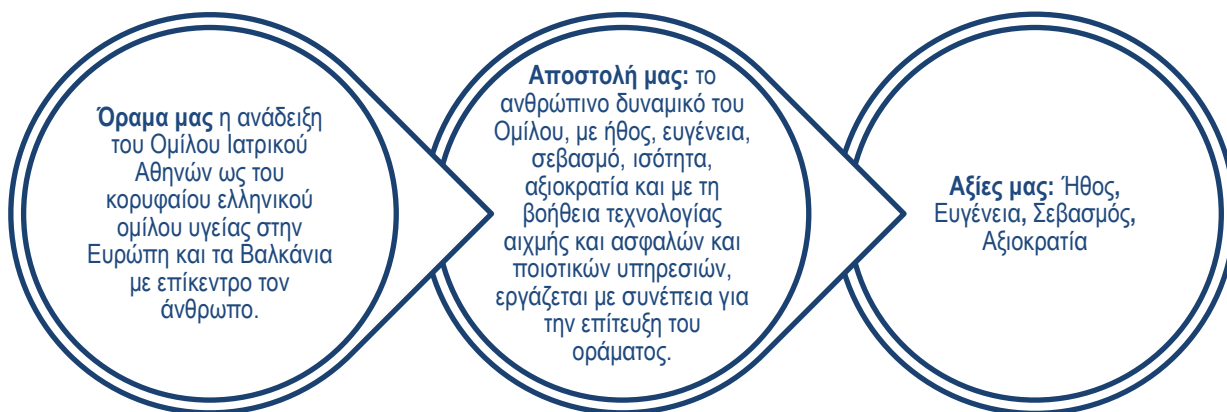 Όραμα μας η ανάδειξη
του Ομίλου Ιατρικού
Αθηνών ως του
κορυφαίου ελληνικού
ομίλου υγείας στην
Ευρώπη και τα Βαλκάνια
με επίκεντρο τον
άνθρωπο.
Αποστολή μας: το
ανθρώπινο δυναμικό του
Ομίλου, με ήθος, ευγένεια,
σεβασμό, ισότητα,
αξιοκρατία και με τη
βοήθεια τεχνολογίας
αιχμής και ασφαλών και
ποιοτικών υπηρεσιών,
εργάζεται με συνέπεια για
την επίτευξη του
οράματος.
Αξίες μας: Ήθος,
Ευγένεια, Σεβασμός,
Αξιοκρατία